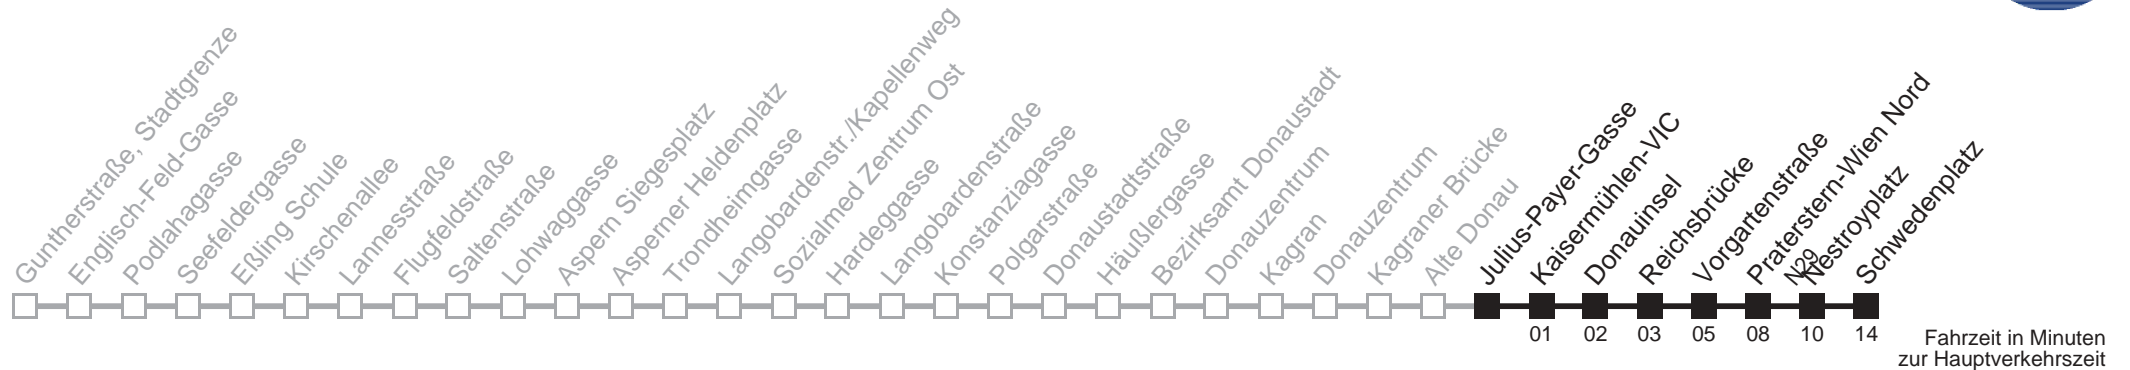 Guntherstraße, Stadtgrenze
Englisch-Feld-Gasse
Podlahagasse
Seefeldergasse
Eßling Schule
Kirschenallee
Lannesstraße
Flugfeldstraße
Saltenstraße
Lohwaggasse
Aspern Siegesplatz
Asperner Heldenplatz
Trondheimgasse
Langobardenstr./Kapellenweg
Sozialmed Zentrum Ost
Hardeggasse
Langobardenstraße
Konstanziagasse
Polgarstraße
Donaustadtstraße
Häußlergasse
Bezirksamt Donaustadt
Donauzentrum
Kagran
Donauzentrum
Kagraner Brücke
Alte Donau
Julius-Payer-Gasse
Kaisermühlen-VIC
Donauinsel
Reichsbrücke
Vorgartenstraße
Praterstern-Wien Nord
N29
Nestroyplatz
Schwedenplatz
01 02 03 05 08 10 14
Fahrzeit in Minuten
zur Hauptverkehrszeit